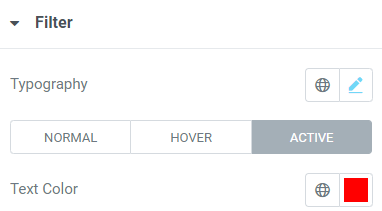 Filter
Typography
NORMAL HOVER ACTIVE
Text Color